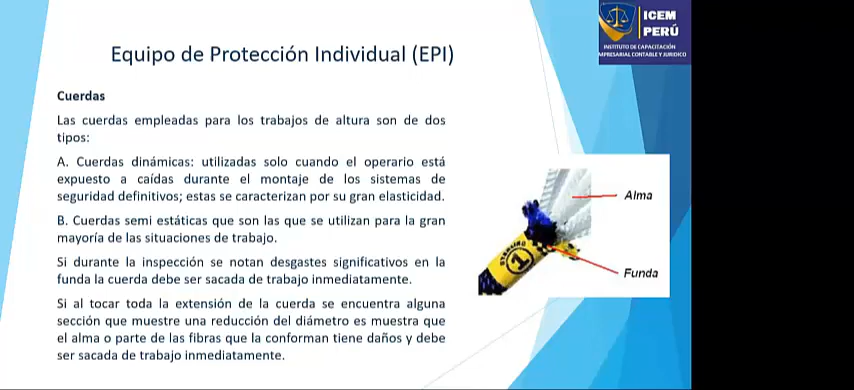 ICEM
PERÚ
INSTITUTO DE CAPACITACIÓN
EMPRESARIAL CONTABLE Y JURIDICO
Equipo de Protección Individual (EPI)
Cuerdas
Las cuerdas empleadas para los trabajos de altura son de dos
tipos:
A. Cuerdas dinámicas: utilizadas solo cuando el operario está
expuesto a caídas durante el montaje de los sistemas de
seguridad definitivos; estas se caracterizan por su gran elasticidad.
B. Cuerdas semi estáticas que son las que se utilizan para la gran
mayoría de las situaciones de trabajo.
Si durante la inspección se notan desgastes significativos en la
funda la cuerda debe ser sacada de trabajo inmediatamente.
Si al tocar toda la extensión de la cuerda se encuentra alguna
sección que muestre una reducción del diámetro es muestra que
el alma o parte de las fibras que la conforman tiene daños y debe
ser sacada de trabajo inmediatamente.
Alma
STERLING
1
Funda